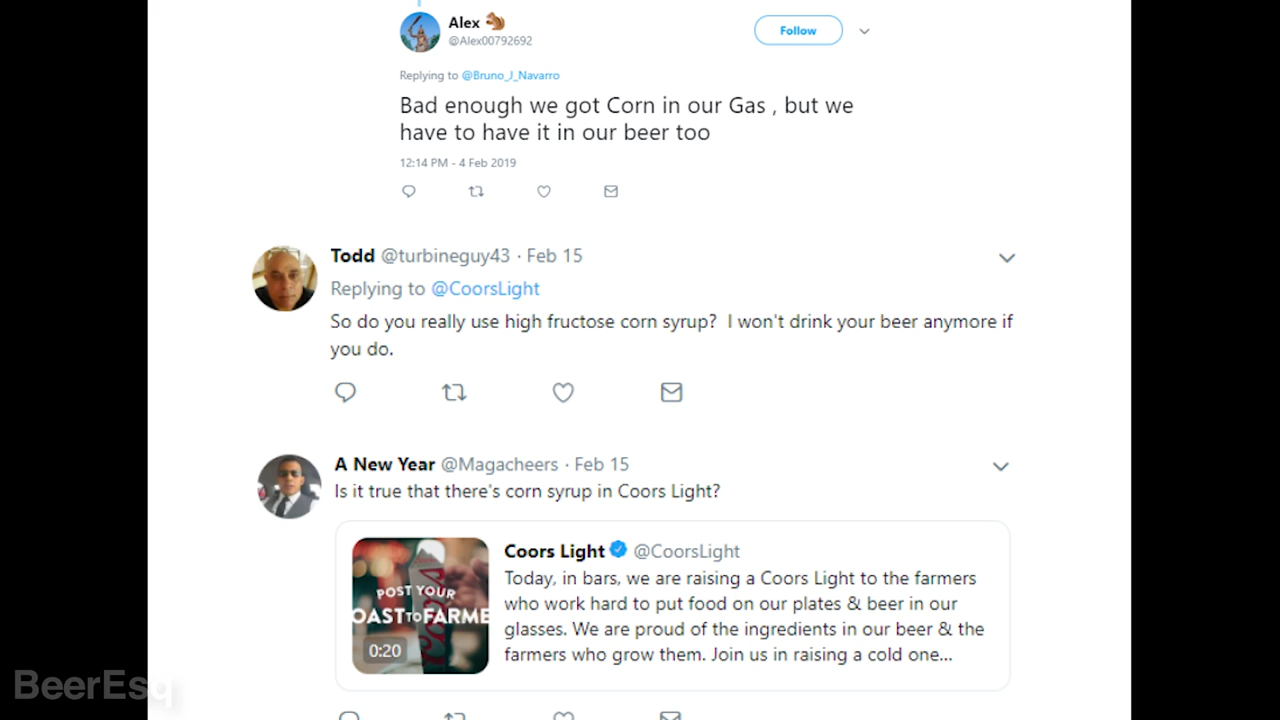 Alex
@Alex00792692
Follow
Replying to @Bruno_J_Navarro
Bad enough we got Corn in our Gas , but we
have to have it in our beer too
12:14 PM - 4 Feb 2019
Todd @turbineguy43 · Feb 15
Replying to @CoorsLight
So do you really use high fructose corn syrup?  I won't drink your beer anymore if
you do.
A New Year @Magacheers · Feb 15
Is it true that there's corn syrup in Coors Light?
Coors Light @CoorsLight
Today, in bars, we are raising a Coors Light to the farmers
who work hard to put food on our plates & beer in our
glasses. We are proud of the ingredients in our beer & the
farmers who grow them. Join us in raising a cold one...
POST YOUR
OAST TO FARME
Coors
0:20
BeerEsq